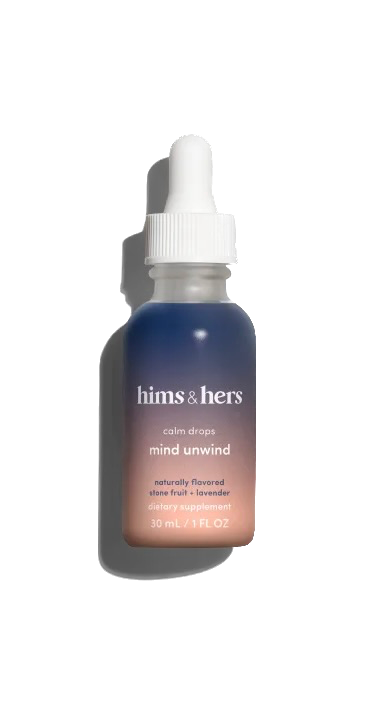 hims & hers
calm drops
mind unwind
naturally flavored
stone fruit + lavender
dietary supplement
30 mL / 1 FL OZ